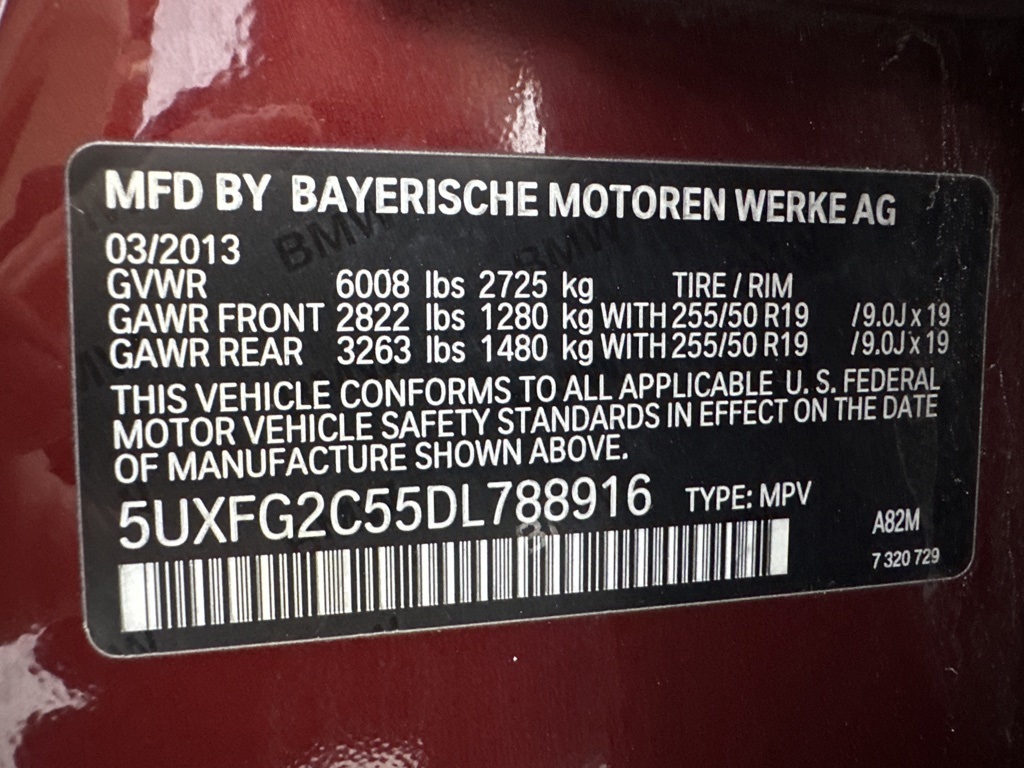 MFD BY BAYERISCHE MOTOREN WERKE AG
03/2013
GVWR 6008 lbs 2725 kg TIRE / RIM
GAWR FRONT 2822 lbs 1280 kg WITH 255/50 R19 /9.0J x 19
GAWR REAR 3263 lbs 1480 kg WITH 255/50 R19 /9.0J x 19
THIS VEHICLE CONFORMS TO ALL APPLICABLE U. S. FEDERAL
MOTOR VEHICLE SAFETY STANDARDS IN EFFECT ON THE DATE
OF MANUFACTURE SHOWN ABOVE.
5UXFG2C55DL788916 TYPE: MPV
A82M
7 320 729